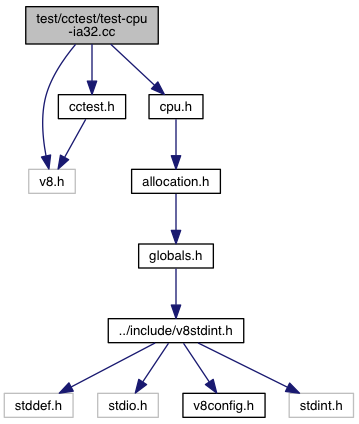 test/cctest/test-cpu
-ia32.cc
cctest.h
cpu.h
v8.h
allocation.h
globals.h
../include/v8stdint.h
stddef.h
stdio.h
v8config.h
stdint.h